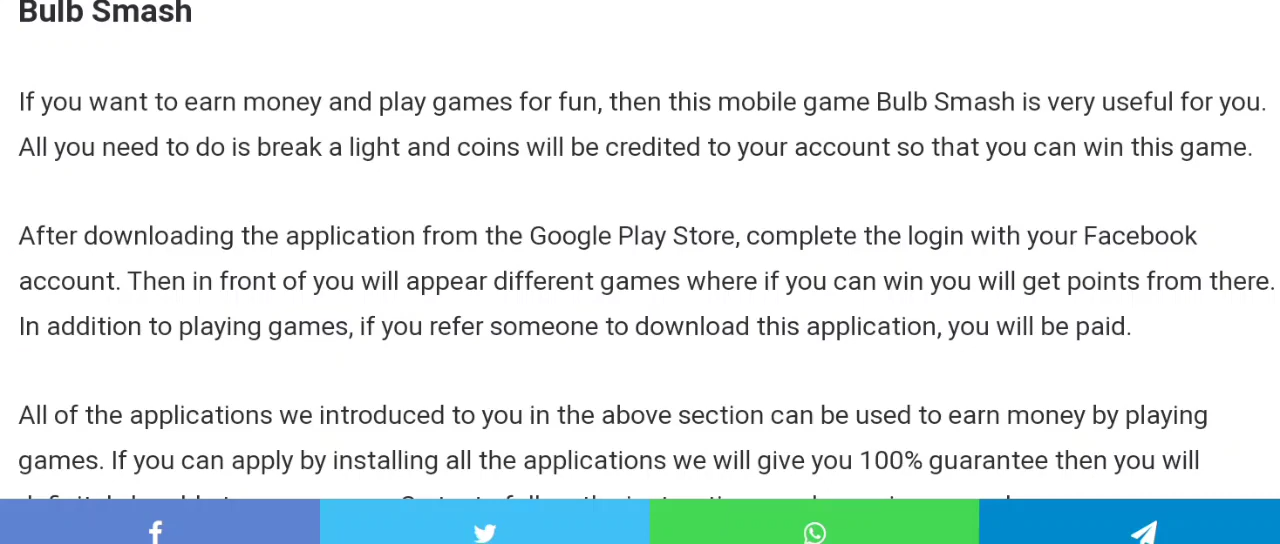 Bulb Smash
If you want to earn money and play games for fun, then this mobile game Bulb Smash is very useful for you.
All you need to do is break a light and coins will be credited to your account so that you can win this game.
After downloading the application from the Google Play Store, complete the login with your Facebook
account. Then in front of you will appear different games where if you can win you will get points from there.
In addition to playing games, if you refer someone to download this application, you will be paid.
All of the applications we introduced to you in the above section can be used to earn money by playing
games. If you can apply by installing all the applications we will give you 100% guarantee then you will